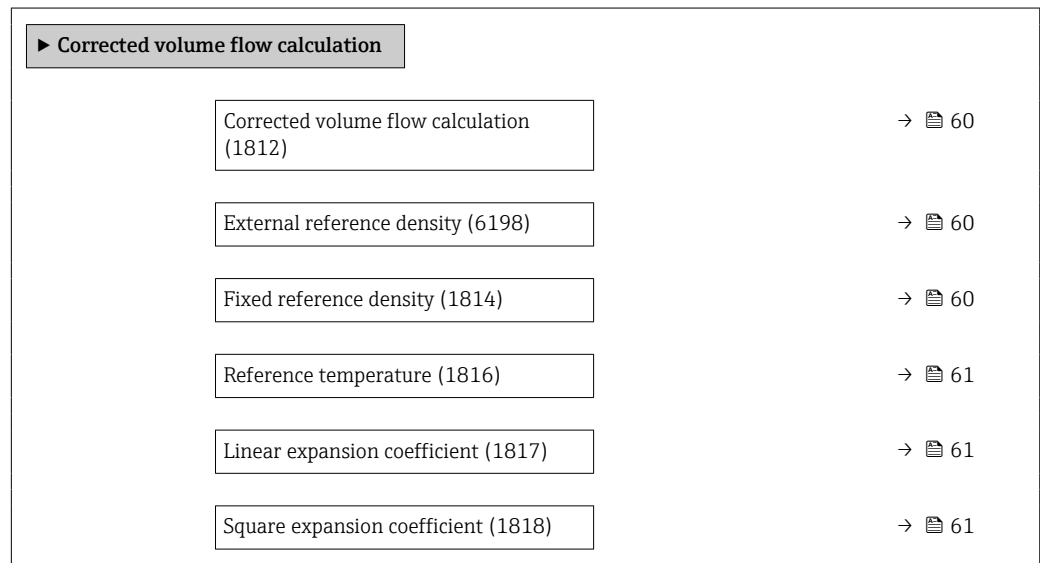 ▶ Corrected volume flow calculation
Corrected volume flow calculation → 60
(1812)
External reference density (6198) → 60
Fixed reference density (1814) → 60
Reference temperature (1816) → 61
Linear expansion coefficient (1817) → 61
Square expansion coefficient (1818) → 61